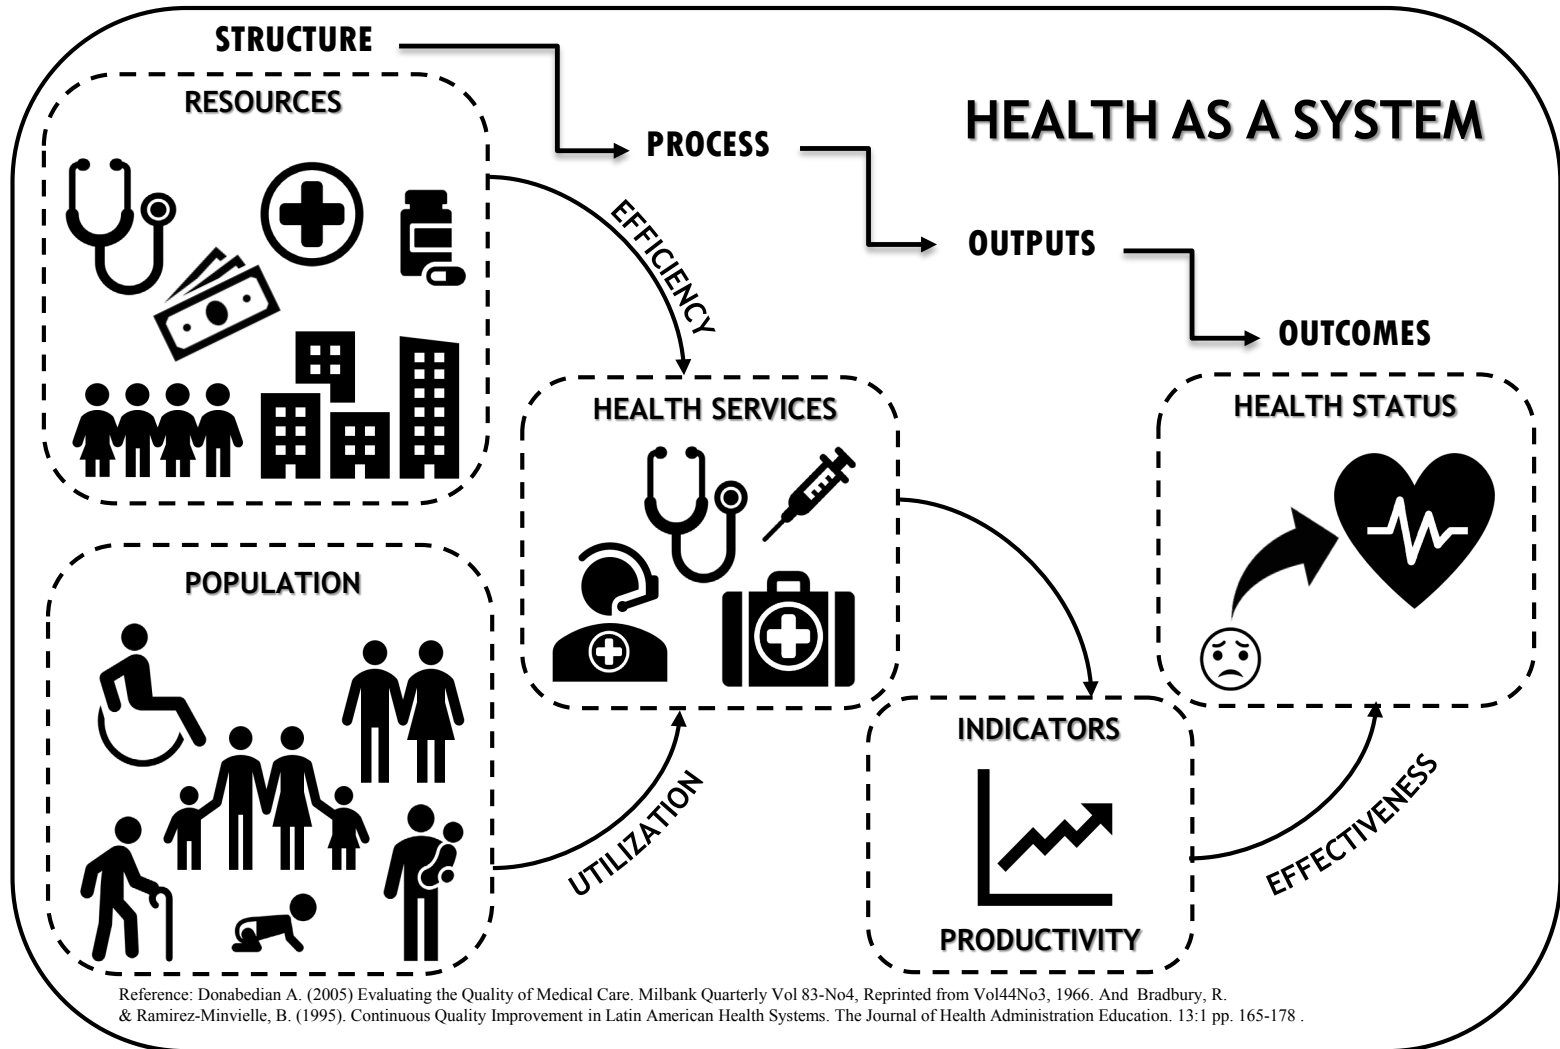 STRUCTURE
RESOURCES
HEALTH AS A SYSTEM
PROCESS
EFFICIENCY
OUTPUTS
OUTCOMES
HEALTH SERVICES
HEALTH STATUS
POPULATION
UTILIZATION
INDICATORS
PRODUCTIVITY
EFFECTIVENESS
Reference: Donabedian A. (2005) Evaluating the Quality of Medical Care. Milbank Quarterly Vol 83-No4, Reprinted from Vol44No3, 1966. And Bradbury, R.
& Ramirez-Minvielle, B. (1995). Continuous Quality Improvement in Latin American Health Systems. The Journal of Health Administration Education. 13:1 pp. 165-178 .